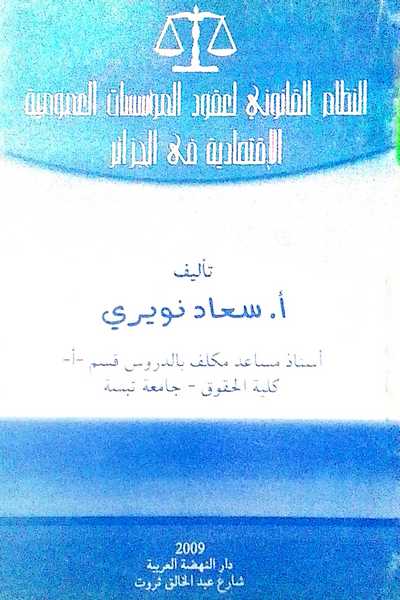 النظام القانوني لعقود المؤسسات العمومية
الإقتصادية في الجزائر
تأليف
أ. سعاد نويري
أستاذ مساعد مكلف بالدروس قسم -أ-
كلية الحقوق - جامعة تبسة
2009
دار النهضة العربية
شارع عبد الخالق ثروت